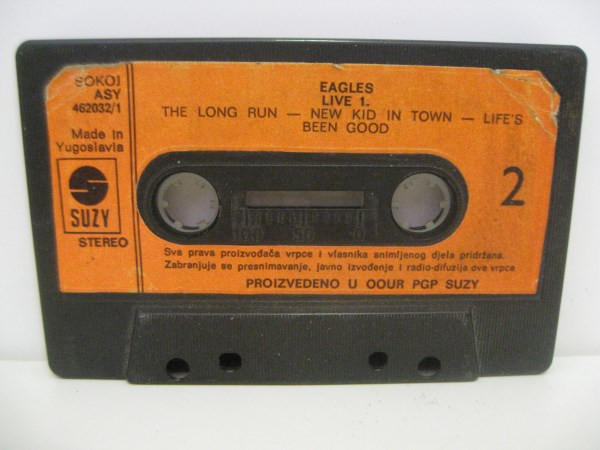 SOKOJ
ASY
462032/1
Made in
Yugoslavia
SUZY
STEREO
EAGLES
LIVE 1.
THE LONG RUN — NEW KID IN TOWN — LIFE'S
BEEN GOOD
2
100 50 0
Sva prava proizvođača vrpce i vlasnika snimljenog djela pridržana.
Zabranjuje se presnimavanje, javno izvođenje i radio-difuzija ove vrpce
PROIZVEDENO U OOUR PGP SUZY